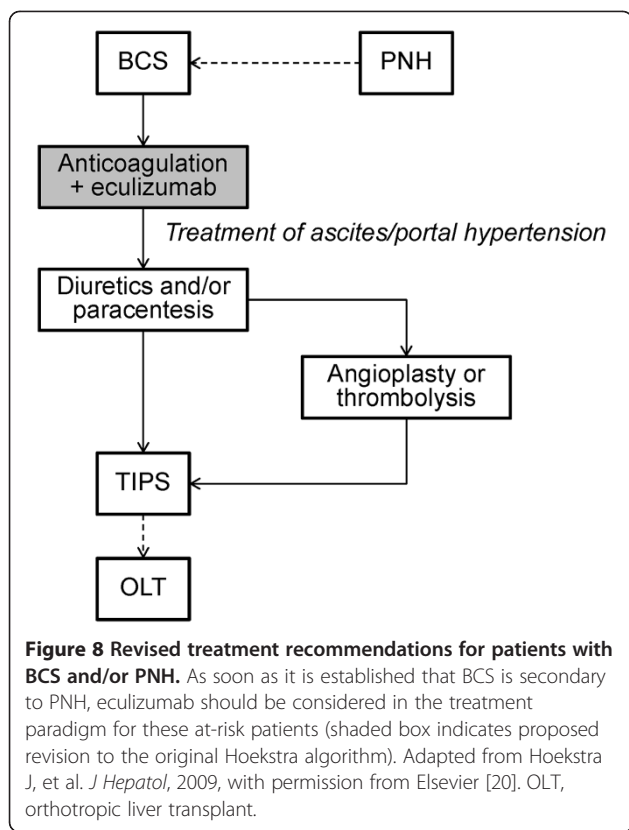 BCS
PNH
Anticoagulation
+ eculizumab
Treatment of ascites/portal hypertension
Diuretics and/or
paracentesis
Angioplasty or
thrombolysis
TIPS
OLT
Figure 8 Revised treatment recommendations for patients with
BCS and/or PNH. As soon as it is established that BCS is secondary
to PNH, eculizumab should be considered in the treatment
paradigm for these at-risk patients (shaded box indicates proposed
revision to the original Hoekstra algorithm). Adapted from Hoekstra
J, et al. J Hepatol, 2009, with permission from Elsevier [20]. OLT,
orthotropic liver transplant.